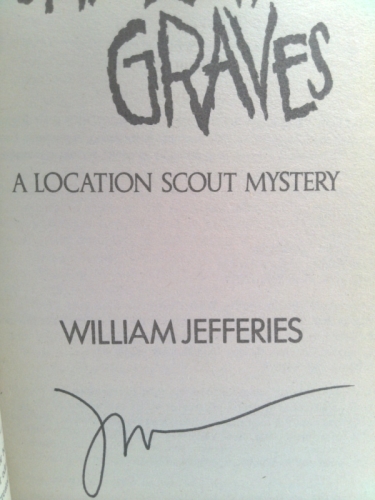 GRAVES
A LOCATION SCOUT MYSTERY
WILLIAM JEFFERIES